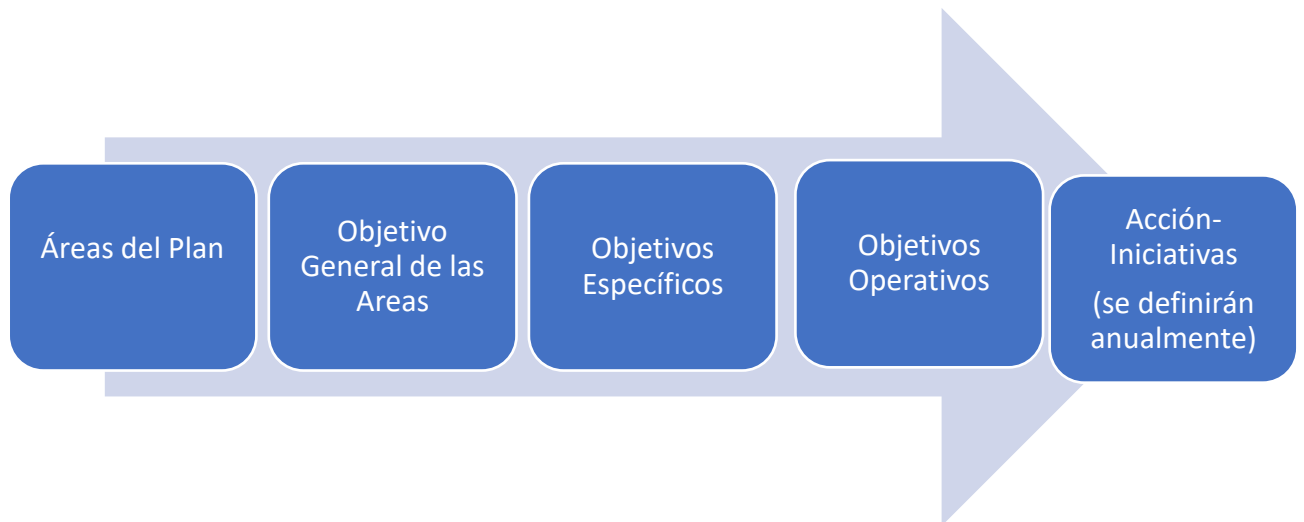 Áreas del Plan
Objetivo
General de las
Areas
Objetivos
Específicos
Objetivos
Operativos
Acción-
Iniciativas
(se definirán
anualmente)